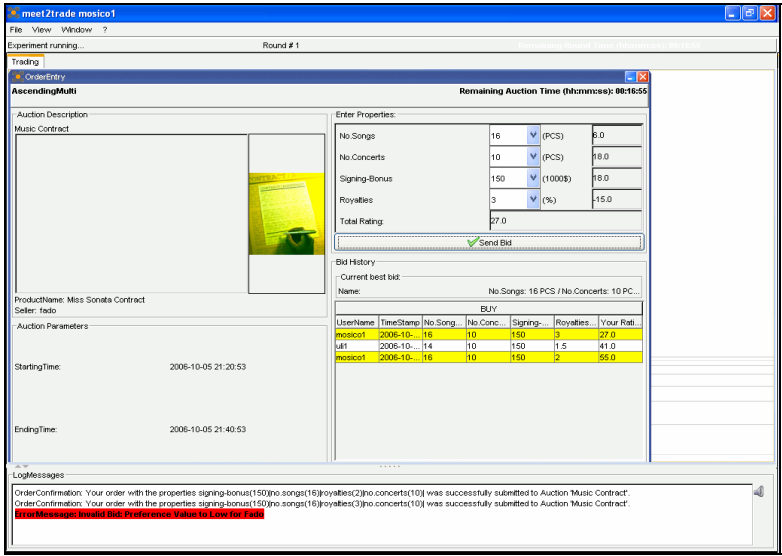 meet2trade mosico1
File View Window ?
Experiment running... Round # 1
Trading
OrderEntry
AscendingMulti Remaining Auction Time (hh:mm:ss): 00:16:55
Auction Description
Music Contract
ProductName: Miss Sonata Contract
Seller: fado
Auction Parameters
StartingTime: 2006-10-05 21:20:53
EndingTime: 2006-10-05 21:40:53
Enter Properties:
No.Songs 16 (PCS) 6.0
No.Concerts 10 (PCS) 18.0
Signing-Bonus 150 (1000$) 18.0
Royalties 3 (%) -15.0
Total Rating: 27.0
Send Bid
Bid History
Current best bid:
Name: No.Songs: 16 PCS / No.Concerts: 10 PC...
BUY
UserName TimeStamp No.Song... No.Conc... Signing-... Royalties... Your Rati...
mosico1 2006-10-... 16 10 150 3 27.0
uli1 2006-10-... 14 10 150 1.5 41.0
mosico1 2006-10-... 16 10 150 2 55.0
LogMessages
OrderConfirmation: Your order with the properties signing-bonus(150)|no.songs(16)|royalties(2)|no.concerts(10)| was successfully submitted to Auction 'Music Contract'.
OrderConfirmation: Your order with the properties signing-bonus(150)|no.songs(16)|royalties(3)|no.concerts(10)| was successfully submitted to Auction 'Music Contract'.
ErrorMessage: Invalid Bid: Preference Value to Low for Fado